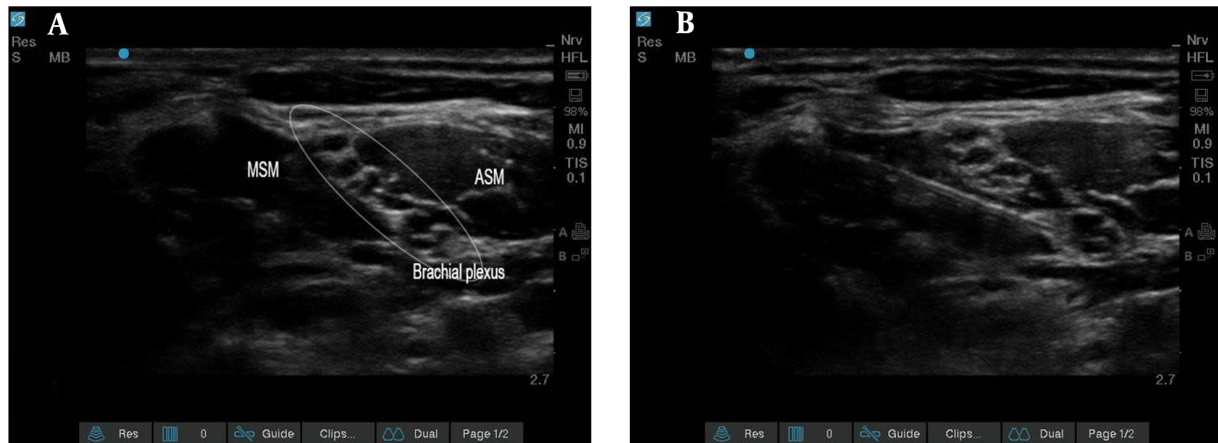 A
Res
S MB
Nrv
HFL
98%
MI
0.9
TIS
0.1
A
B
MSM
ASM
Brachial plexus
2.7
Res 0 Guide Clips... Dual Page 1/2
B
Res
S MB
Nrv
HFL
98%
MI
0.9
TIS
0.1
A
B
2.7
Res 0 Guide Clips... Dual Page 1/2